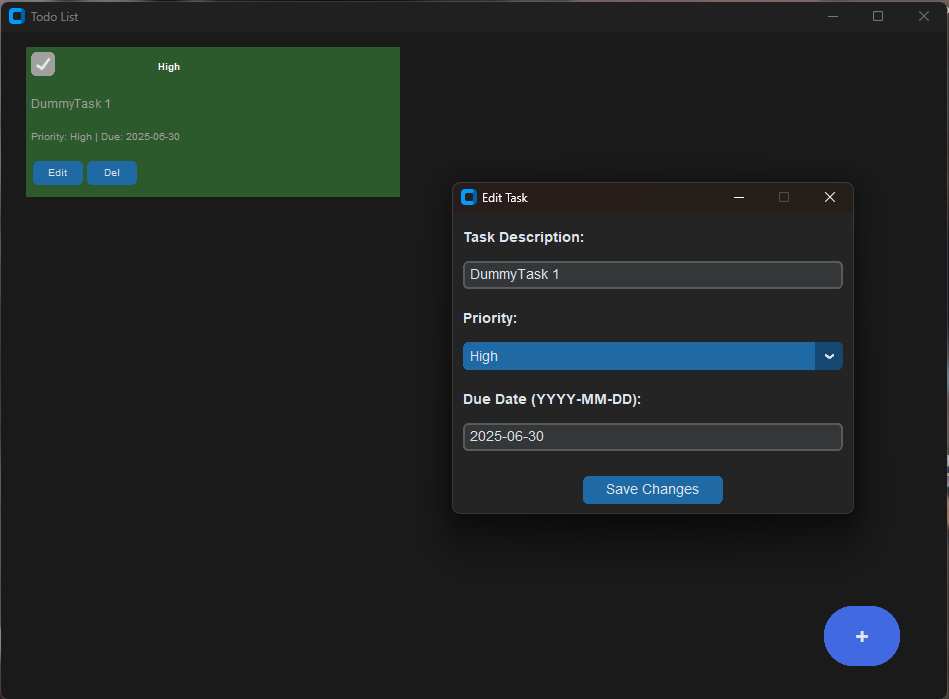 Todo List
High
DummyTask 1
Priority: High | Due: 2025-06-30
Edit Del
Edit Task
Task Description:
DummyTask 1
Priority:
High
Due Date (YYYY-MM-DD):
2025-06-30
Save Changes
+